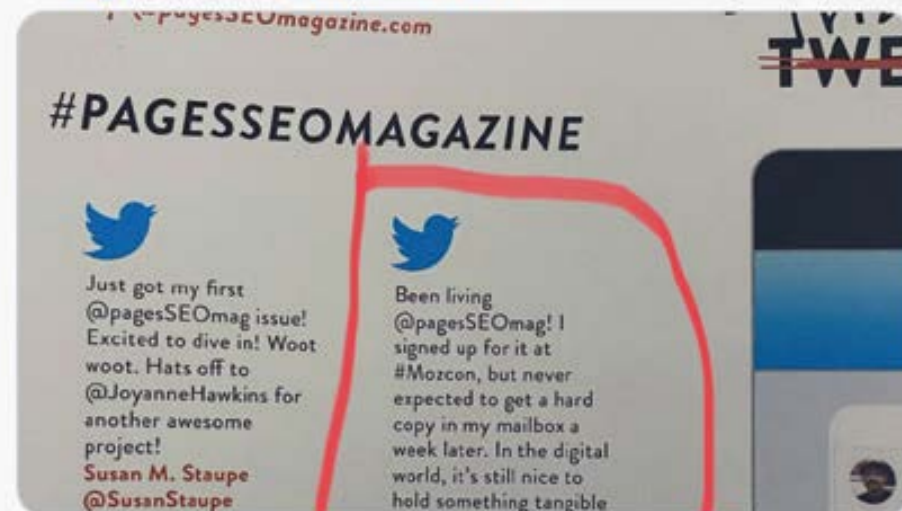 @pagesSEOmagazine.com
TWE
#PAGESSEOMAGAZINE
Just got my first
@pagesSEOmag issue!
Excited to dive in! Woot
woot. Hats off to
@JoyanneHawkins for
another awesome
project!
Susan M. Staupe
@SusanStaupe
Been living
@pagesSEOmag! I
signed up for it at
#Mozcon, but never
expected to get a hard
copy in my mailbox a
week later. In the digital
world, it's still nice to
hold something tangible